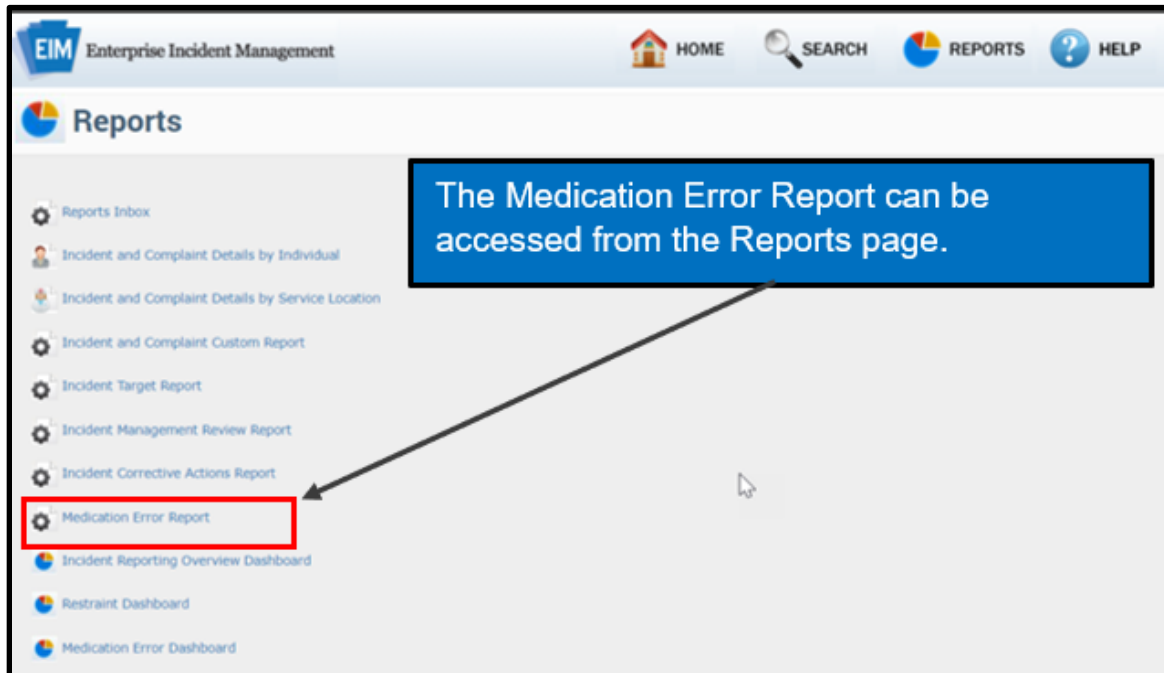 EIM Enterprise Incident Management HOME SEARCH REPORTS ? HELP
Reports
The Medication Error Report can be
accessed from the Reports page.
Reports Inbox
Incident and Complaint Details by Individual
Incident and Complaint Details by Service Location
Incident and Complaint Custom Report
Incident Target Report
Incident Management Review Report
Incident Corrective Actions Report
Medication Error Report
Incident Reporting Overview Dashboard
Restraint Dashboard
Medication Error Dashboard